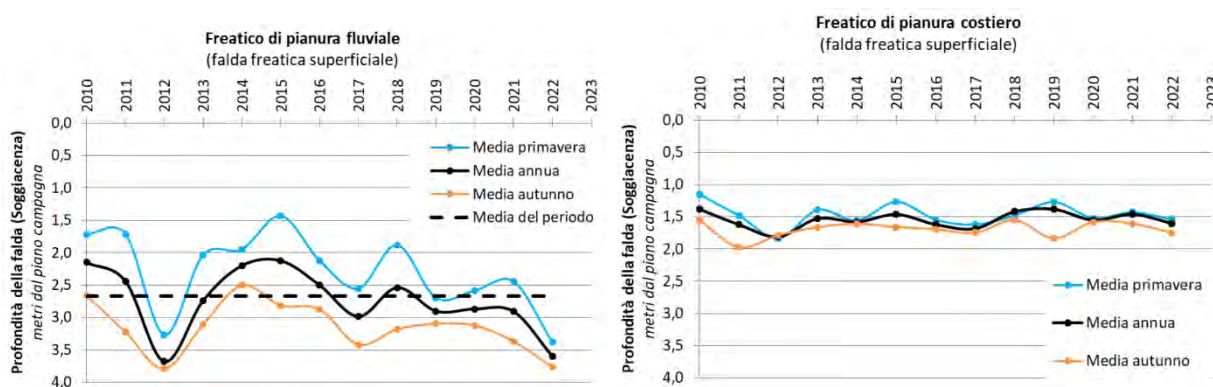 Freatico di pianura fluviale
(falda freatica superficiale)
2010 2011 2012 2013 2014 2015 2016 2017 2018 2019 2020 2021 2022 2023
Profondità della falda (Soggiacenza)
metri dal piano campagna
0,0
0,5
1,0
1,5
2,0
2,5
3,0
3,5
4,0
Media primavera
Media annua
Media autunno
Media del periodo
Freatico di pianura costiero
(falda freatica superficiale)
2010 2011 2012 2013 2014 2015 2016 2017 2018 2019 2020 2021 2022 2023
Profondità della falda (Soggiacenza)
metri dal piano campagna
0,0
0,5
1,0
1,5
2,0
2,5
3,0
3,5
4,0
Media primavera
Media annua
Media autunno